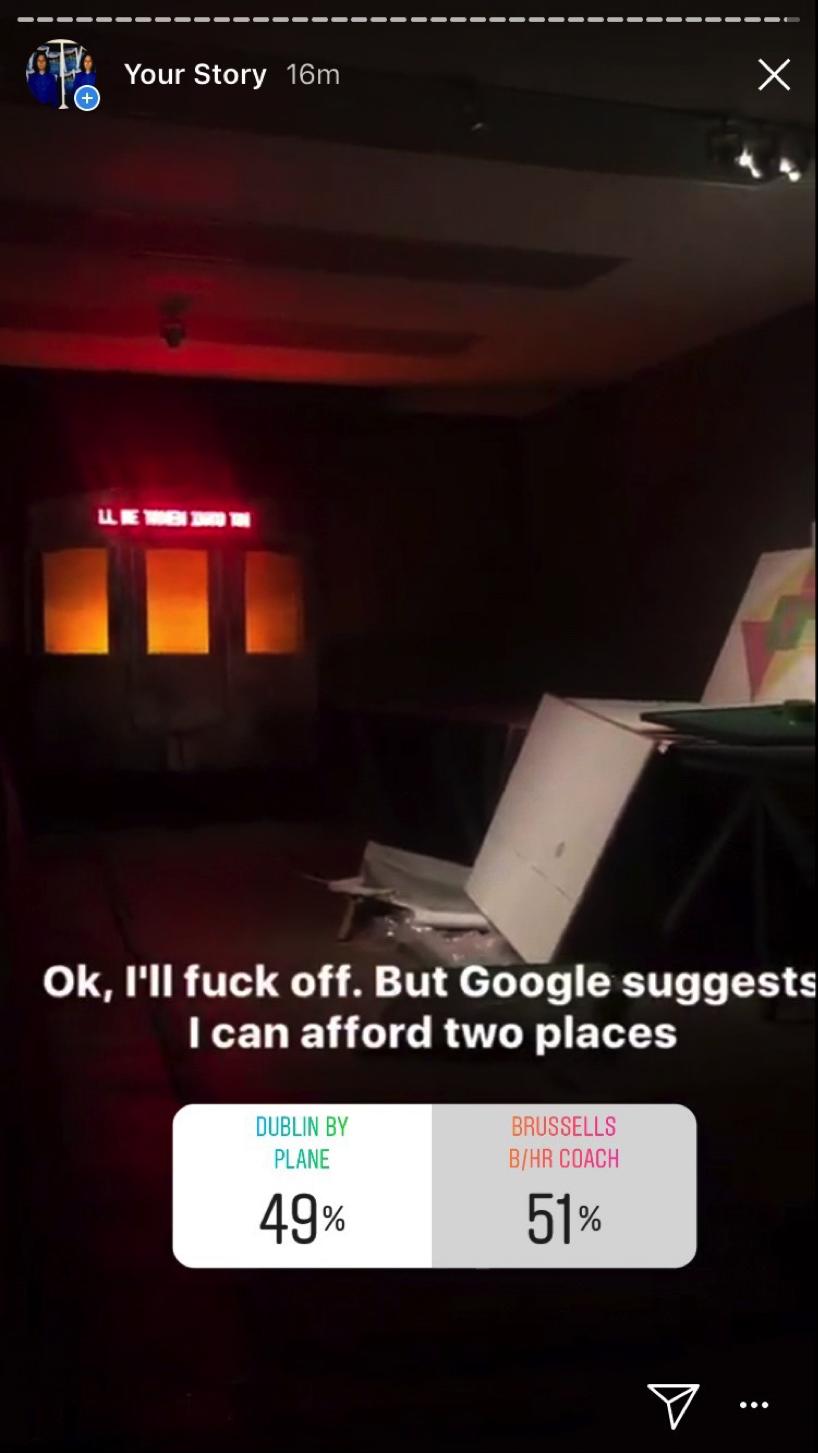 Your Story 16m
Ok, I'll fuck off. But Google suggests
I can afford two places
DUBLIN BY
PLANE
BRUSSELLS
B/HR COACH
49%
51%